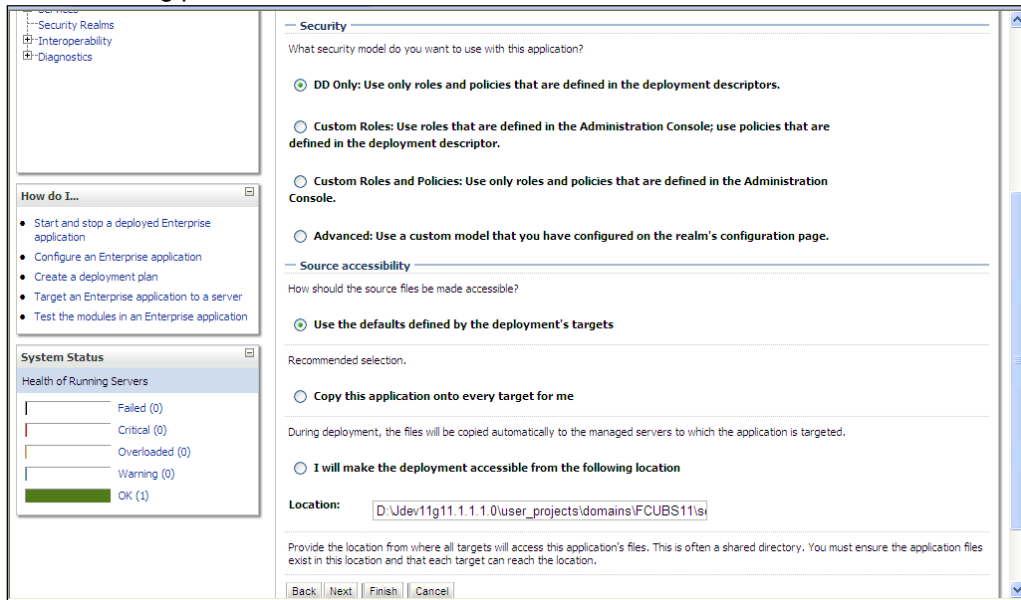 Security Realms
Interoperability
Diagnostics
How do I...
Start and stop a deployed Enterprise
application
Configure an Enterprise application
Create a deployment plan
Target an Enterprise application to a server
Test the modules in an Enterprise application
System Status
Health of Running Servers
Failed (0)
Critical (0)
Overloaded (0)
Warning (0)
OK (1)
Security
What security model do you want to use with this application?
DD Only: Use only roles and policies that are defined in the deployment descriptors.
Custom Roles: Use roles that are defined in the Administration Console; use policies that are
defined in the deployment descriptor.
Custom Roles and Policies: Use only roles and policies that are defined in the Administration
Console.
Advanced: Use a custom model that you have configured on the realm's configuration page.
Source accessibility
How should the source files be made accessible?
Use the defaults defined by the deployment's targets
Recommended selection.
Copy this application onto every target for me
During deployment, the files will be copied automatically to the managed servers to which the application is targeted.
I will make the deployment accessible from the following location
Location: D:\Jdev11g11.1.1.1.0\user_projects\domains\FCUBS11\s
Provide the location from where all targets will access this application's files. This is often a shared directory. You must ensure the application files
exist in this location and that each target can reach the location.
Back Next Finish Cancel